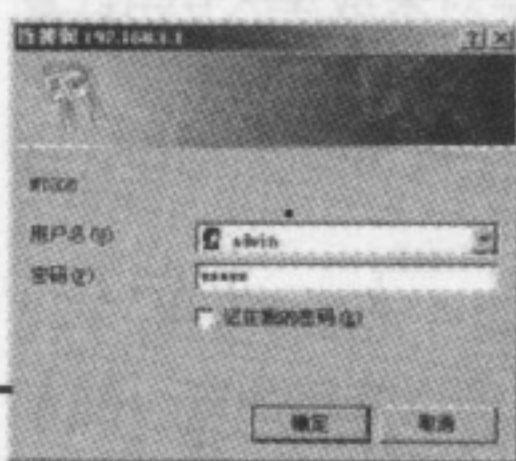 连接到 192.168.1.1
用户名(U)
密码(P)
*****
记住我的密码(R)
确定
取消